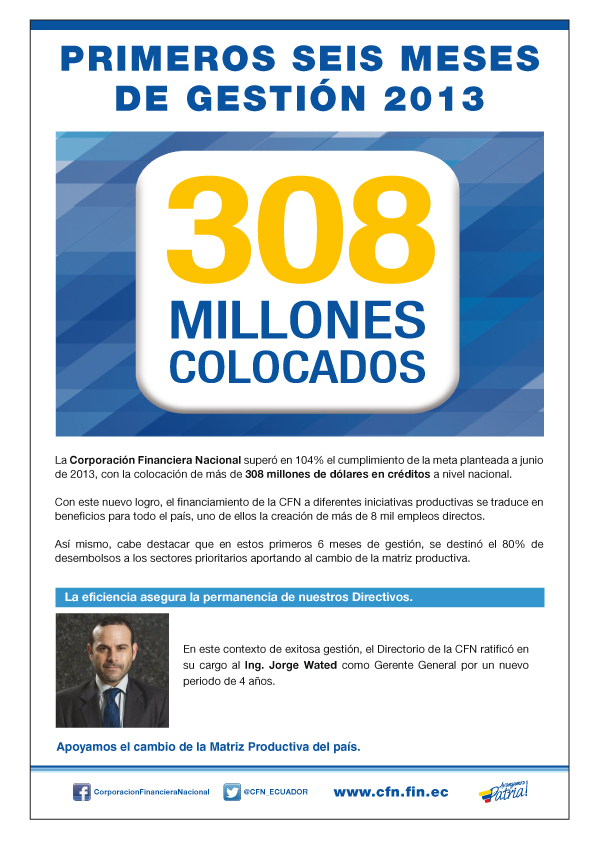 PRIMEROS SEIS MESES
DE GESTIÓN 2013
308
MILLONES
COLOCADOS
La Corporación Financiera Nacional superó en 104% el cumplimiento de la meta planteada a junio
de 2013, con la colocación de más de 308 millones de dólares en créditos a nivel nacional.
Con este nuevo logro, el financiamiento de la CFN a diferentes iniciativas productivas se traduce en
beneficios para todo el país, uno de ellos la creación de más de 8 mil empleos directos.
Así mismo, cabe destacar que en estos primeros 6 meses de gestión, se destinó el 80% de
desembolsos a los sectores prioritarios aportando al cambio de la matriz productiva.
La eficiencia asegura la permanencia de nuestros Directivos.
En este contexto de exitosa gestión, el Directorio de la CFN ratificó en
su cargo al Ing. Jorge Wated como Gerente General por un nuevo
periodo de 4 años.
Apoyamos el cambio de la Matriz Productiva del país.
CorporacionFinancieraNacional
@CFN_ECUADOR
www.cfn.fin.ec
Avanzamos
Patria!